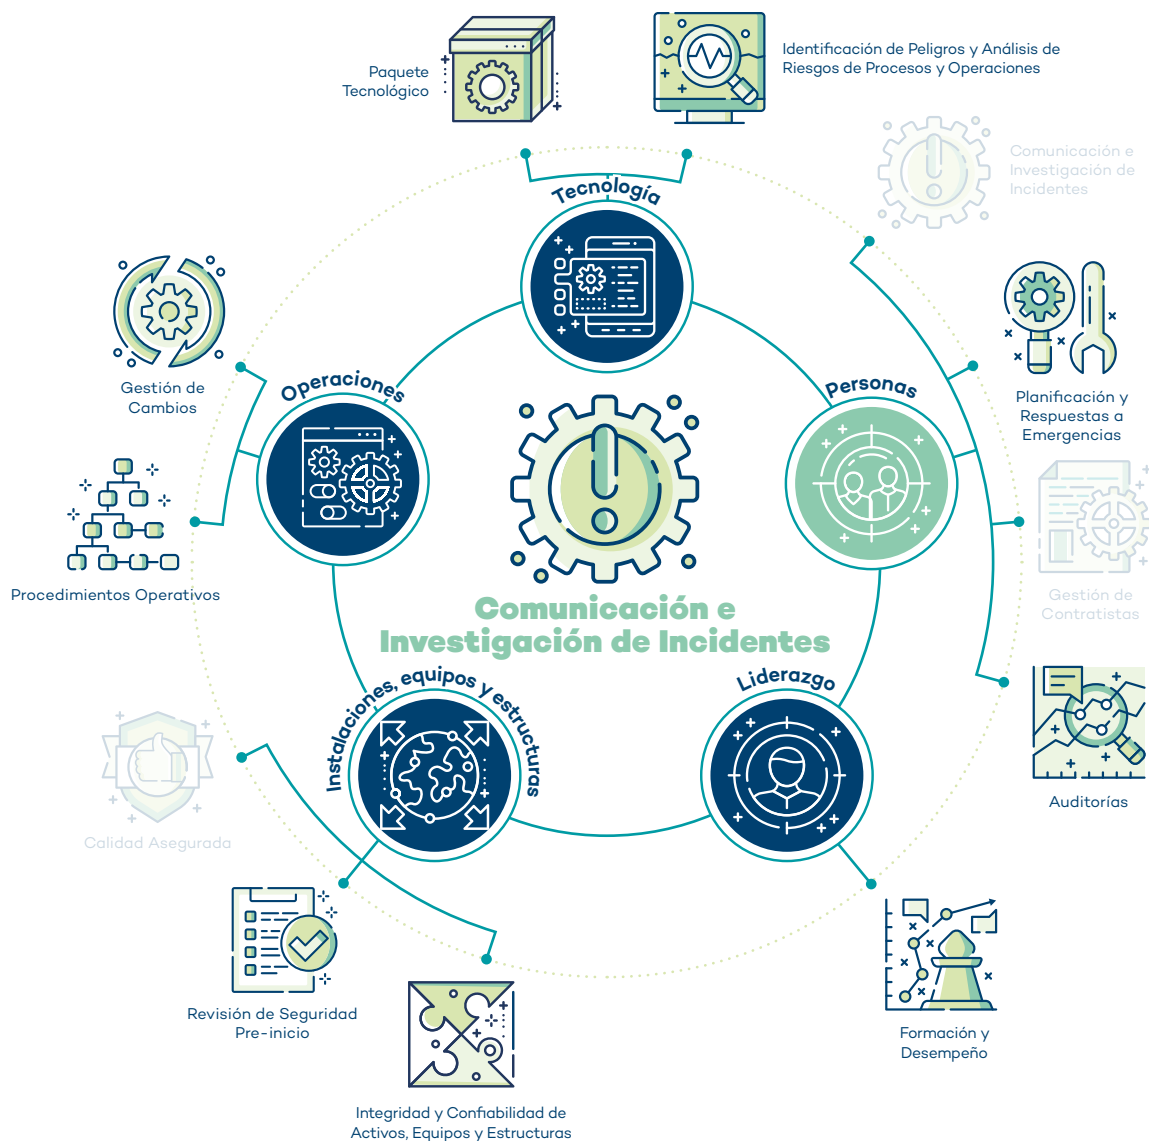 Paquete
Tecnológico
Identificación de Peligros y Análisis de
Riesgos de Procesos y Operaciones
Comunicación e
Investigación de
Incidentes
Tecnología
Gestión de
Cambios
Operaciones
Personas
Planificación y
Respuestas a
Emergencias
Procedimientos Operativos
Gestión de
Contratistas
Comunicación e
Investigación de Incidentes
Instalaciones, equipos y estructuras
Liderazgo
Auditorías
Calidad Asegurada
Revisión de Seguridad
Pre-inicio
Formación y
Desempeño
Integridad y Confiabilidad de
Activos, Equipos y Estructuras